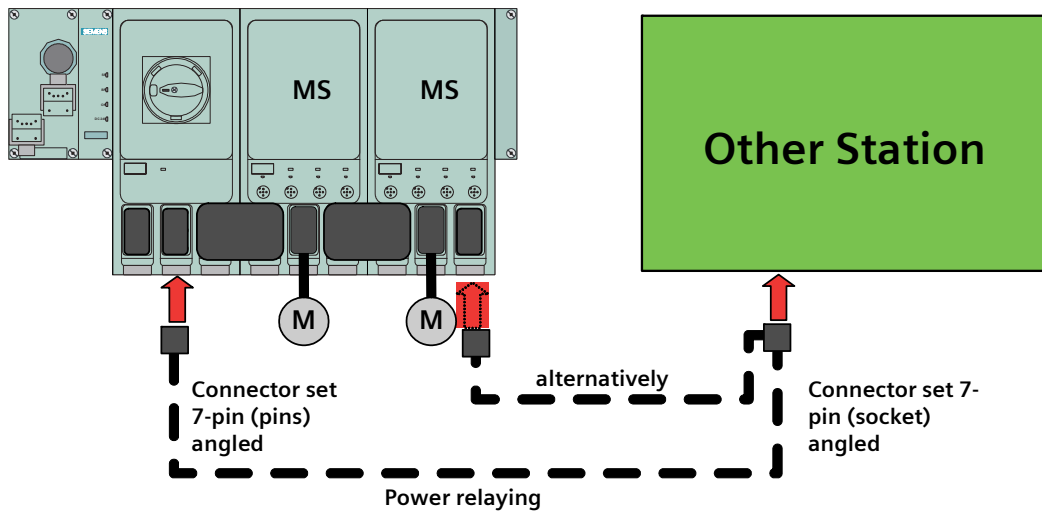 SIEMENS
MS
MS
Other Station
M
M
alternatively
Connector set
7-pin (pins)
angled
Connector set 7-
pin (socket)
angled
Power relaying